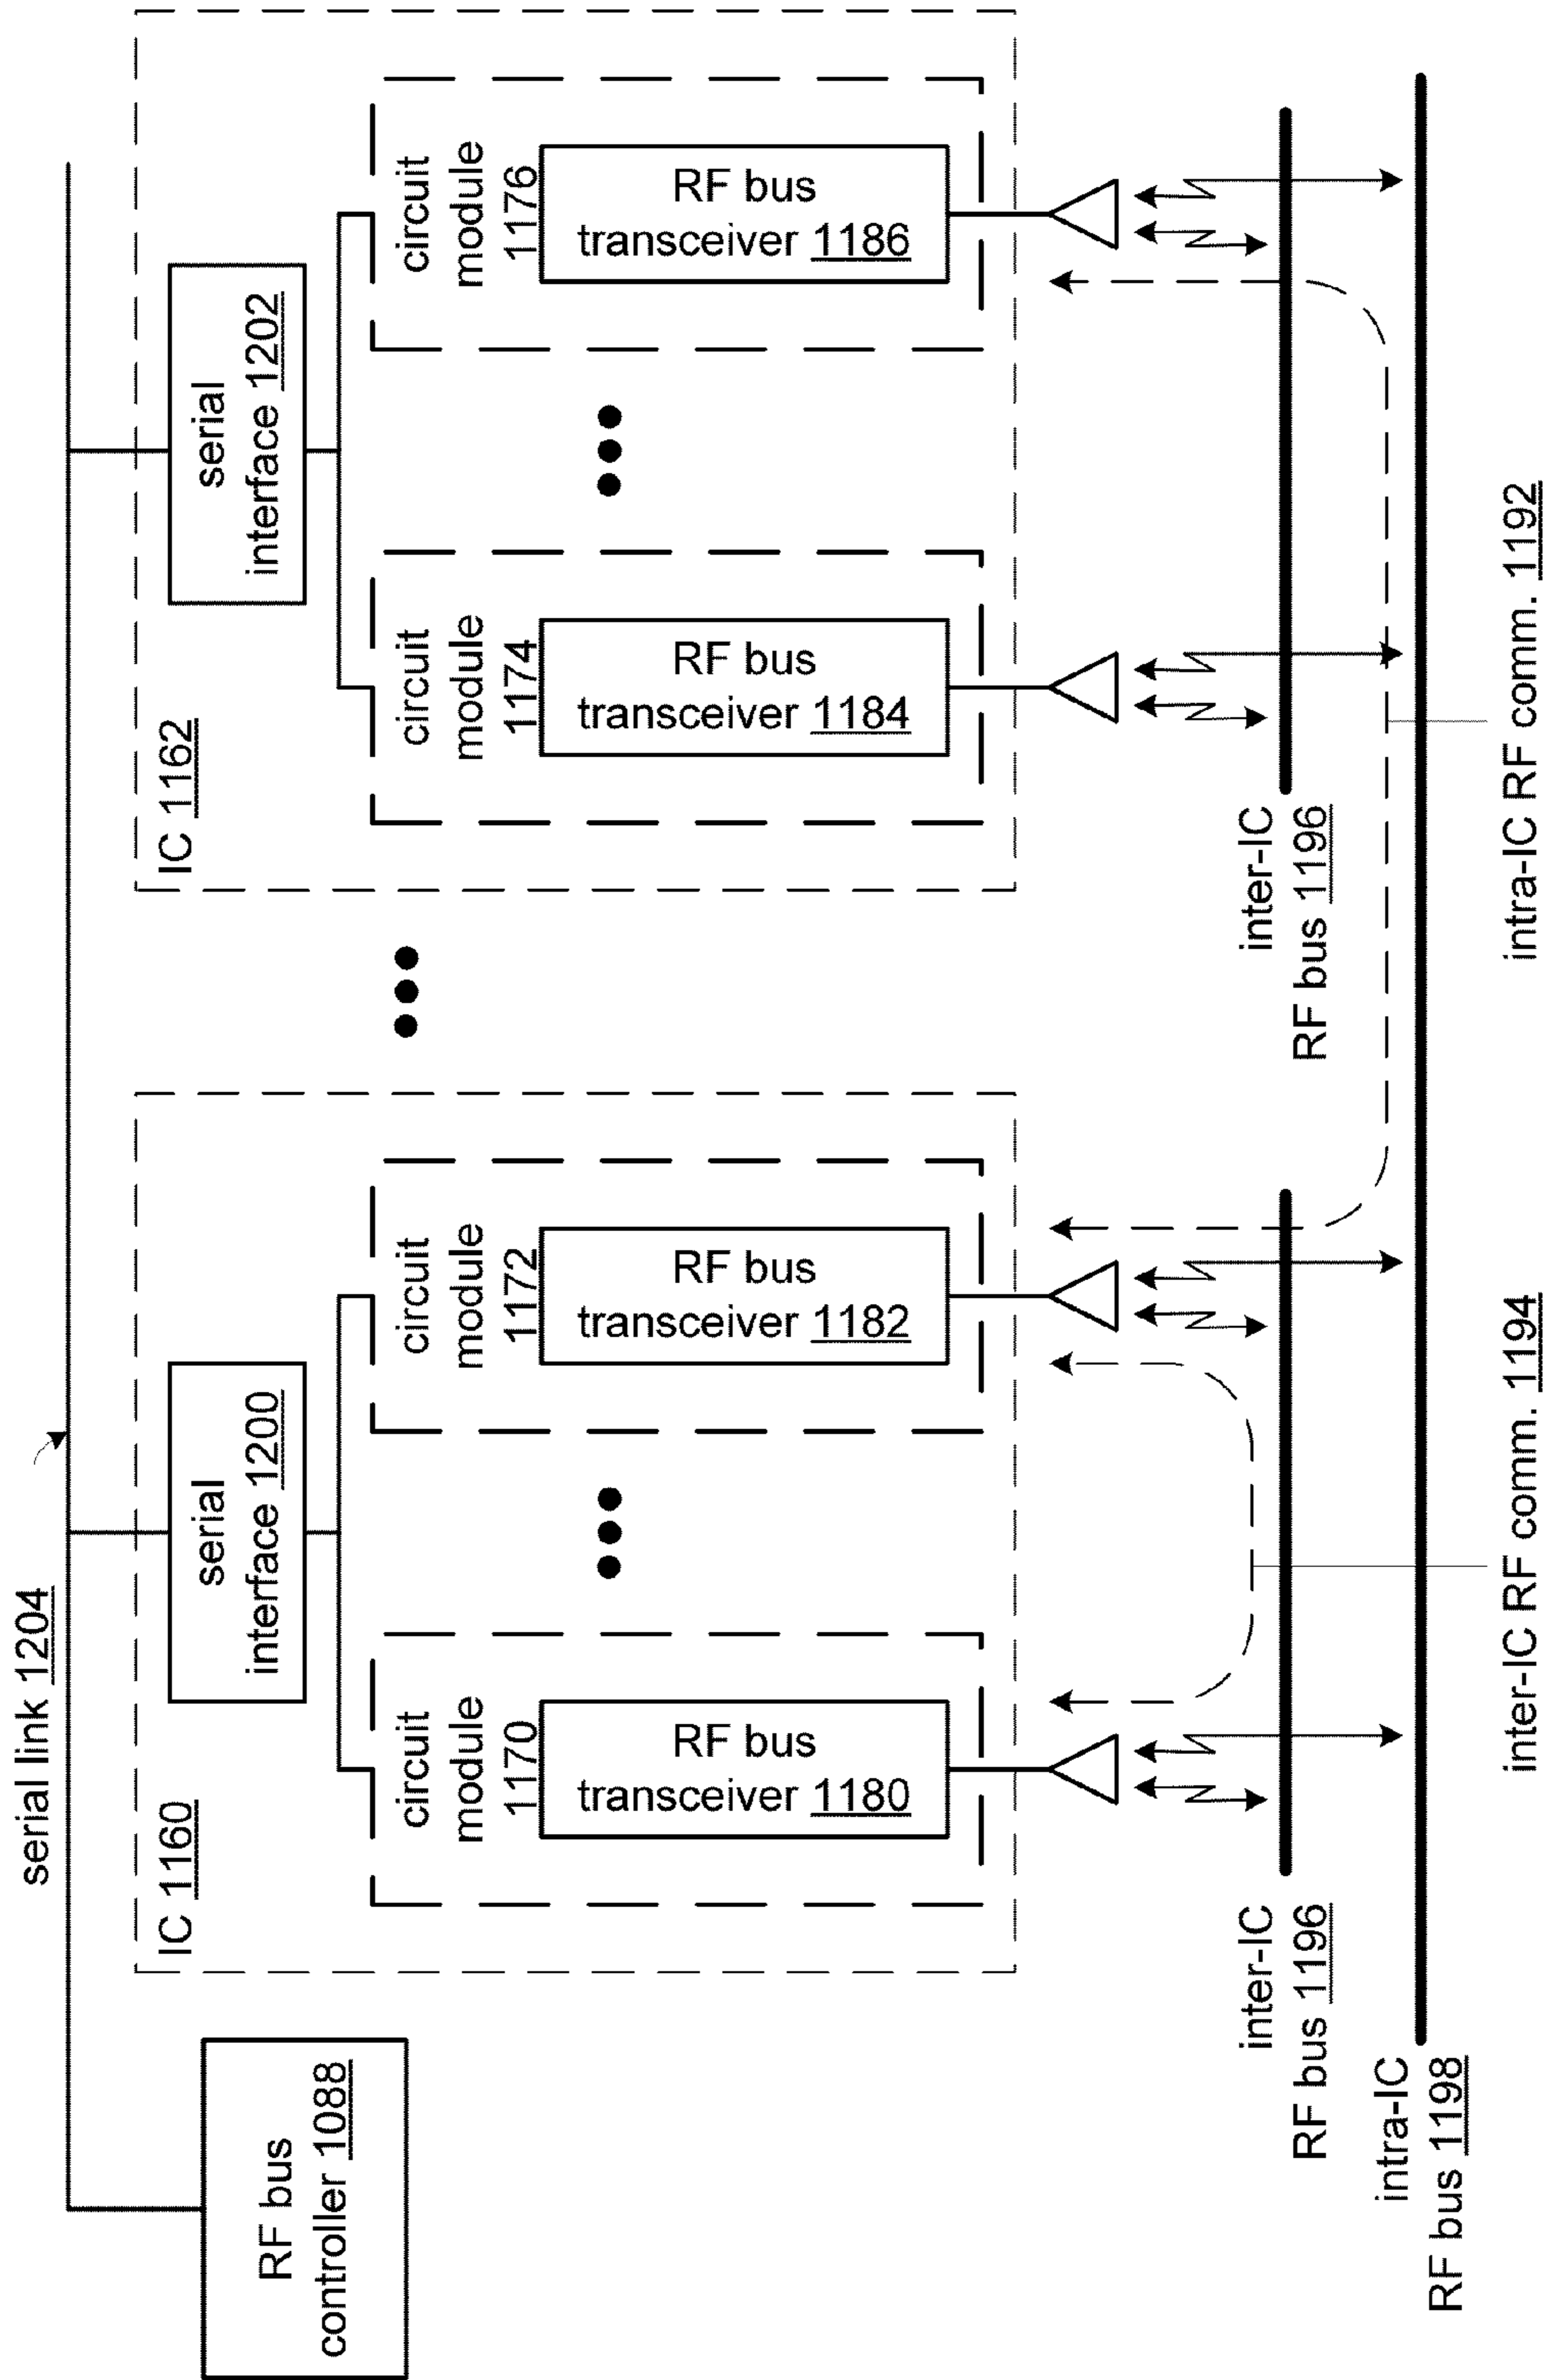 serial link 1204
RF bus
controller 1088
IC 1160
serial
interface 1200
circuit
module
1170
RF bus
transceiver 1180
circuit
module
1172
RF bus
transceiver 1182
IC 1162
serial
interface 1202
circuit
module
1174
RF bus
transceiver 1184
circuit
module
1176
RF bus
transceiver 1186
inter-IC
RF bus 1196
inter-IC
RF bus 1196
intra-IC
RF bus 1198
inter-IC RF comm. 1194
intra-IC RF comm. 1192